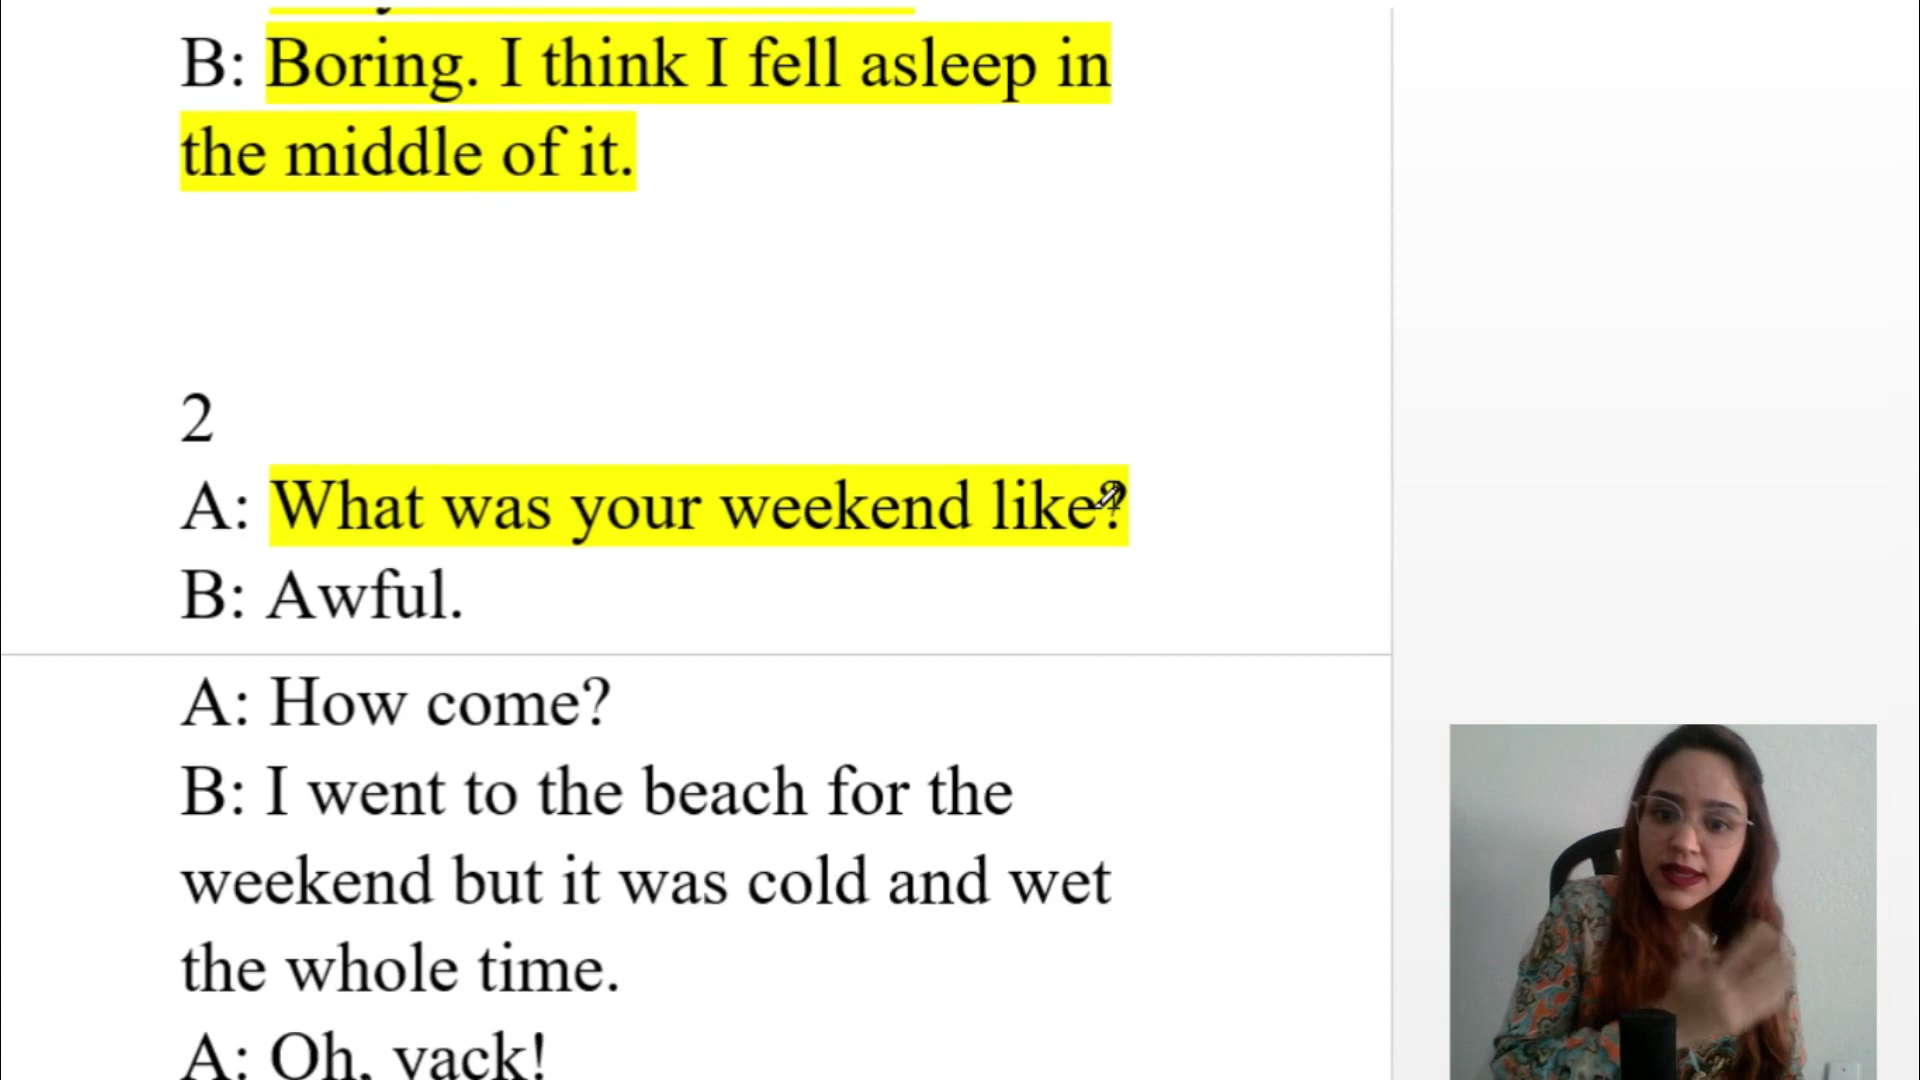 B: Boring. I think I fell asleep in
the middle of it.
2
A: What was your weekend like?
B: Awful.
A: How come?
B: I went to the beach for the
weekend but it was cold and wet
the whole time.
A: Oh, yack!